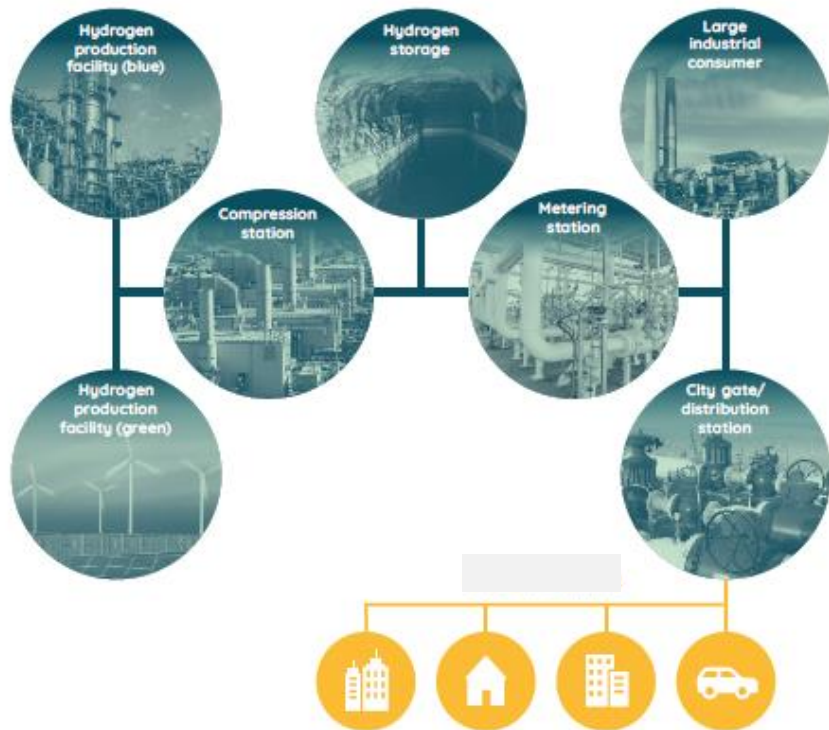 Hydrogen
production
facility (blue)
Hydrogen
storage
Large
industrial
consumer
Compression
station
Metering
station
Hydrogen
production
facility (green)
City gate/
distribution
station